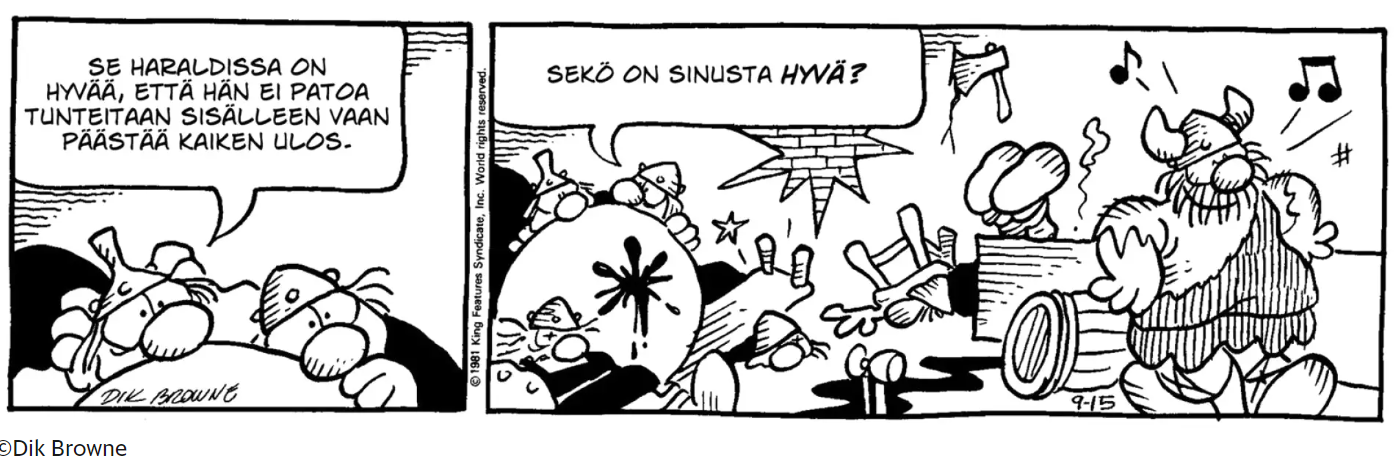 SE HARALDISSA ON
HYVÄÄ, ETTÄ HÄN EI PATOA
TUNTEITAAN SISÄLLEEN VAAN
PÄÄSTÄÄ KAIKEN ULOS.
DIK BROWNE
© 1981 King Features Syndicate, Inc. World rights reserved.
SEKÖ ON SINUSTA HYVÄ?
9-15
©Dik Browne